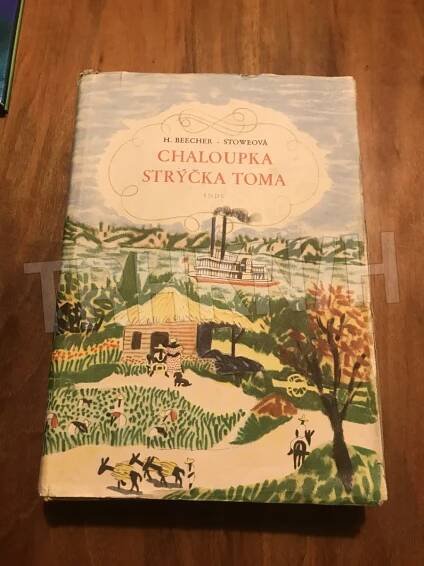 H. BEECHER - STOWEOVÁ
CHALOUPKA
STRÝČKA TOMA
SNDK